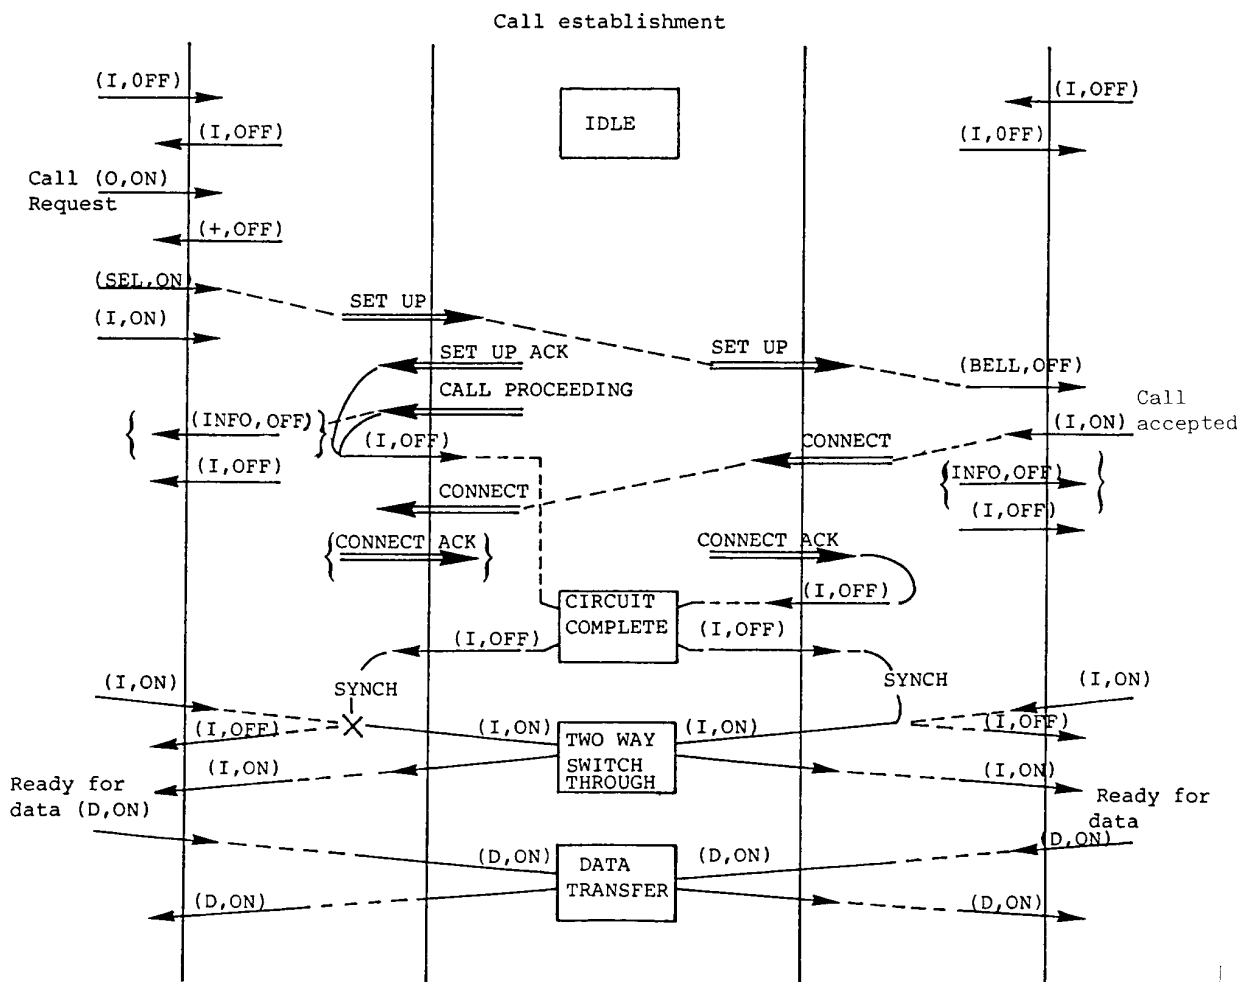 Call establishment
(I,0FF)
(I,OFF)
IDLE
(I,OFF)
(I,0FF)
Call (O,ON)
Request
(+,OFF)
(SEL,ON
SET UP
(I,ON)
SET UP ACK
SET UP
(BELL,OFF)
CALL PROCEEDING
Call
accepted
{ (INFO,OFF) }
(I,OFF)
(I,ON)
CONNECT
(I,OFF)
{ (INFO,OFF) }
CONNECT
(I,OFF)
{ CONNECT ACK }
CONNECT ACK
CIRCUIT
COMPLETE
(I,OFF)
(I,OFF)
(I,OFF)
SYNCH
SYNCH
(I,ON)
(I,ON)
(I,OFF)
(I,ON)
(I,ON)
(I,OFF)
TWO WAY
SWITCH
THROUGH
(I,ON)
(I,ON)
Ready for
data (D,ON)
Ready for
data
(D,ON)
(D,ON)
(D,ON)
DATA
TRANSFER
(D,ON)
(D,ON)